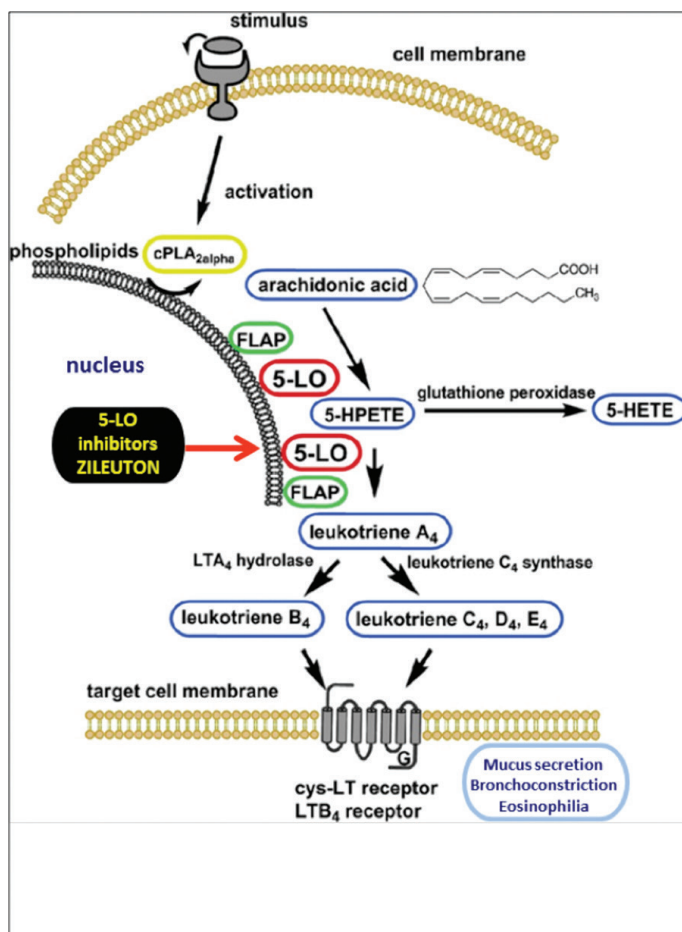 stimulus
cell membrane
activation
phospholipids
cPLA2alpha
arachidonic acid
COOH
CH3
FLAP
nucleus
5-LO
glutathione peroxidase
5-HPETE
5-HETE
5-LO
inhibitors
ZILEUTON
5-LO
FLAP
leukotriene A4
LTA4 hydrolase
leukotriene C4 synthase
leukotriene B4
leukotriene C4, D4, E4
target cell membrane
G
cys-LT receptor
LTB4 receptor
Mucus secretion
Bronchoconstriction
Eosinophilia